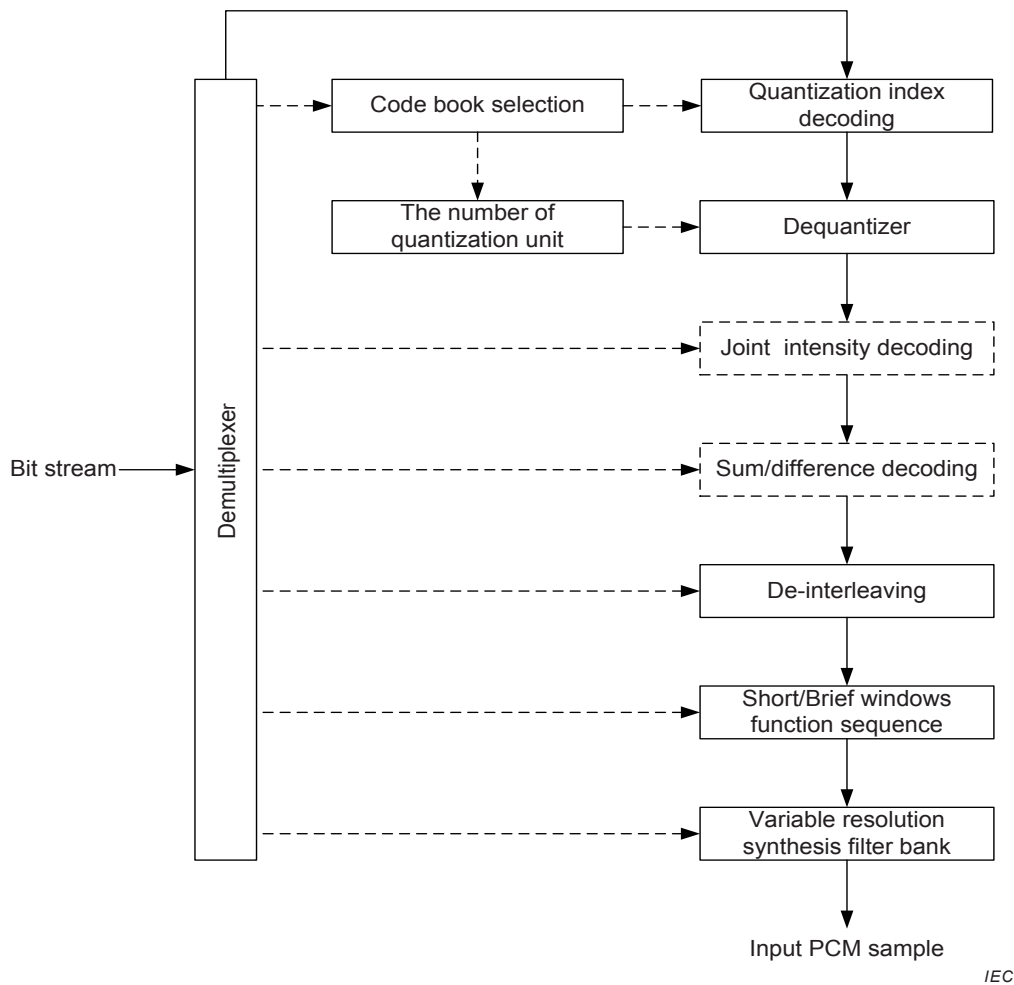 Code book selection
Quantization index
decoding
The number of
quantization unit
Dequantizer
Joint intensity decoding
Demultiplexer
Bit stream
Sum/difference decoding
De-interleaving
Short/Brief windows
function sequence
Variable resolution
synthesis filter bank
Input PCM sample
IEC